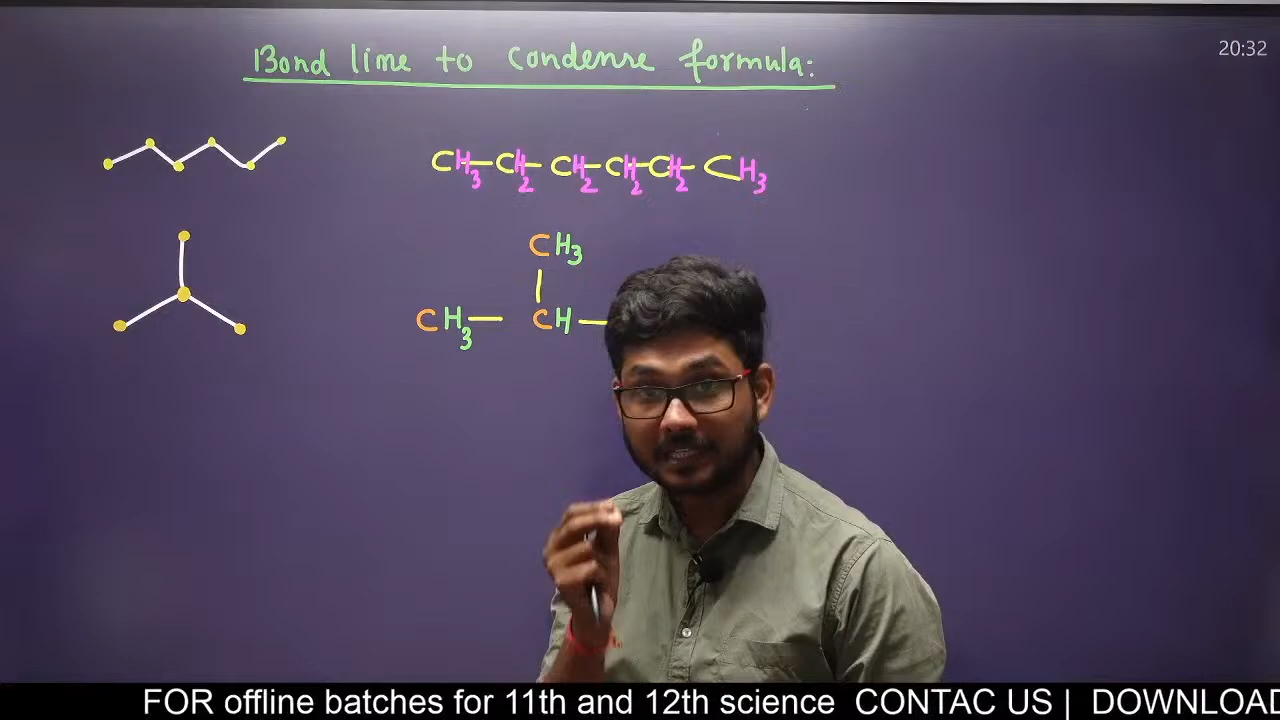 Bond line to Condense formula:
20:32
CH3-CH2-CH2-CH2-CH2-CH3
CH3
CH3-CH-
FOR offline batches for 11th and 12th science CONTAC US | DOWNLOAD